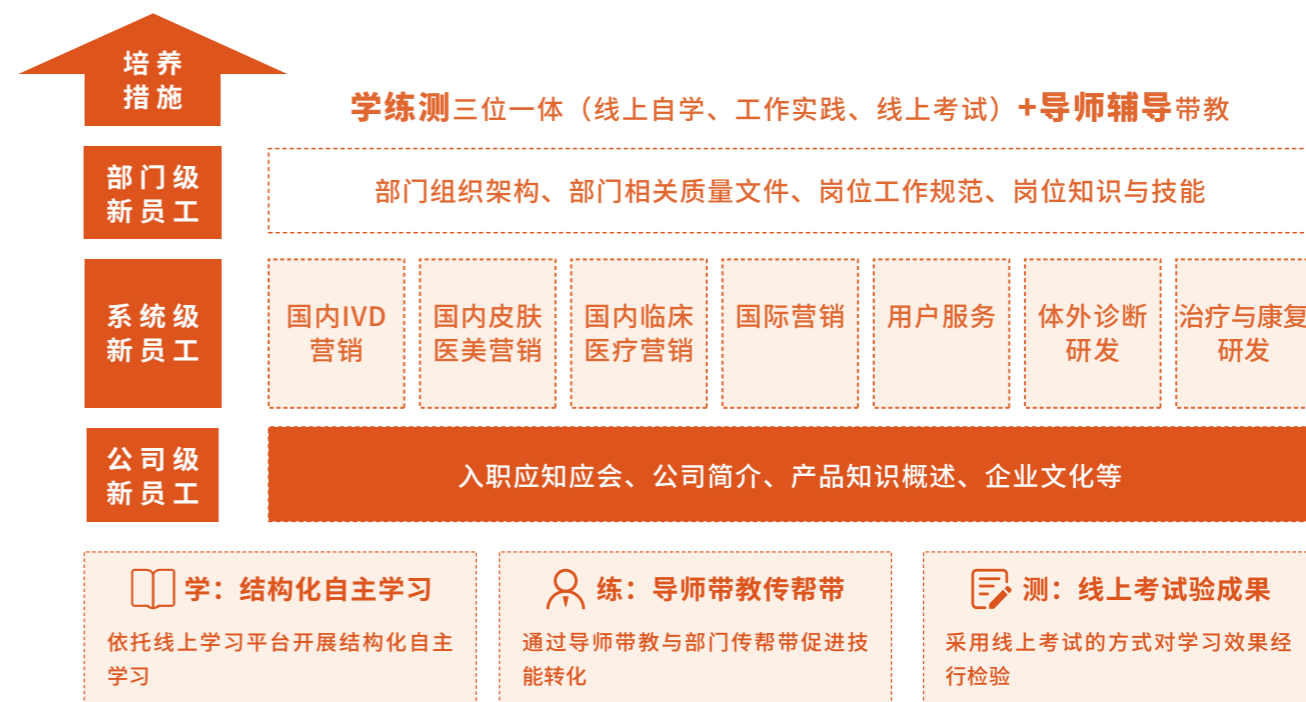 培养
措施
学练测三位一体（线上自学、工作实践、线上考试）+导师辅导带教
部门级
新员工
部门组织架构、部门相关质量文件、岗位工作规范、岗位知识与技能
系统级
新员工
国内IVD
营销
国内皮肤
医美营销
国内临床
医疗营销
国际营销
用户服务
体外诊断
研发
治疗与康复
研发
公司级
新员工
入职应知应会、公司简介、产品知识概述、企业文化等
学：结构化自主学习
依托线上学习平台开展结构化自主
学习
练：导师带教传帮带
通过导师带教与部门传帮带促进技
能转化
测：线上考试验成果
采用线上考试的方式对学习效果经
行检验